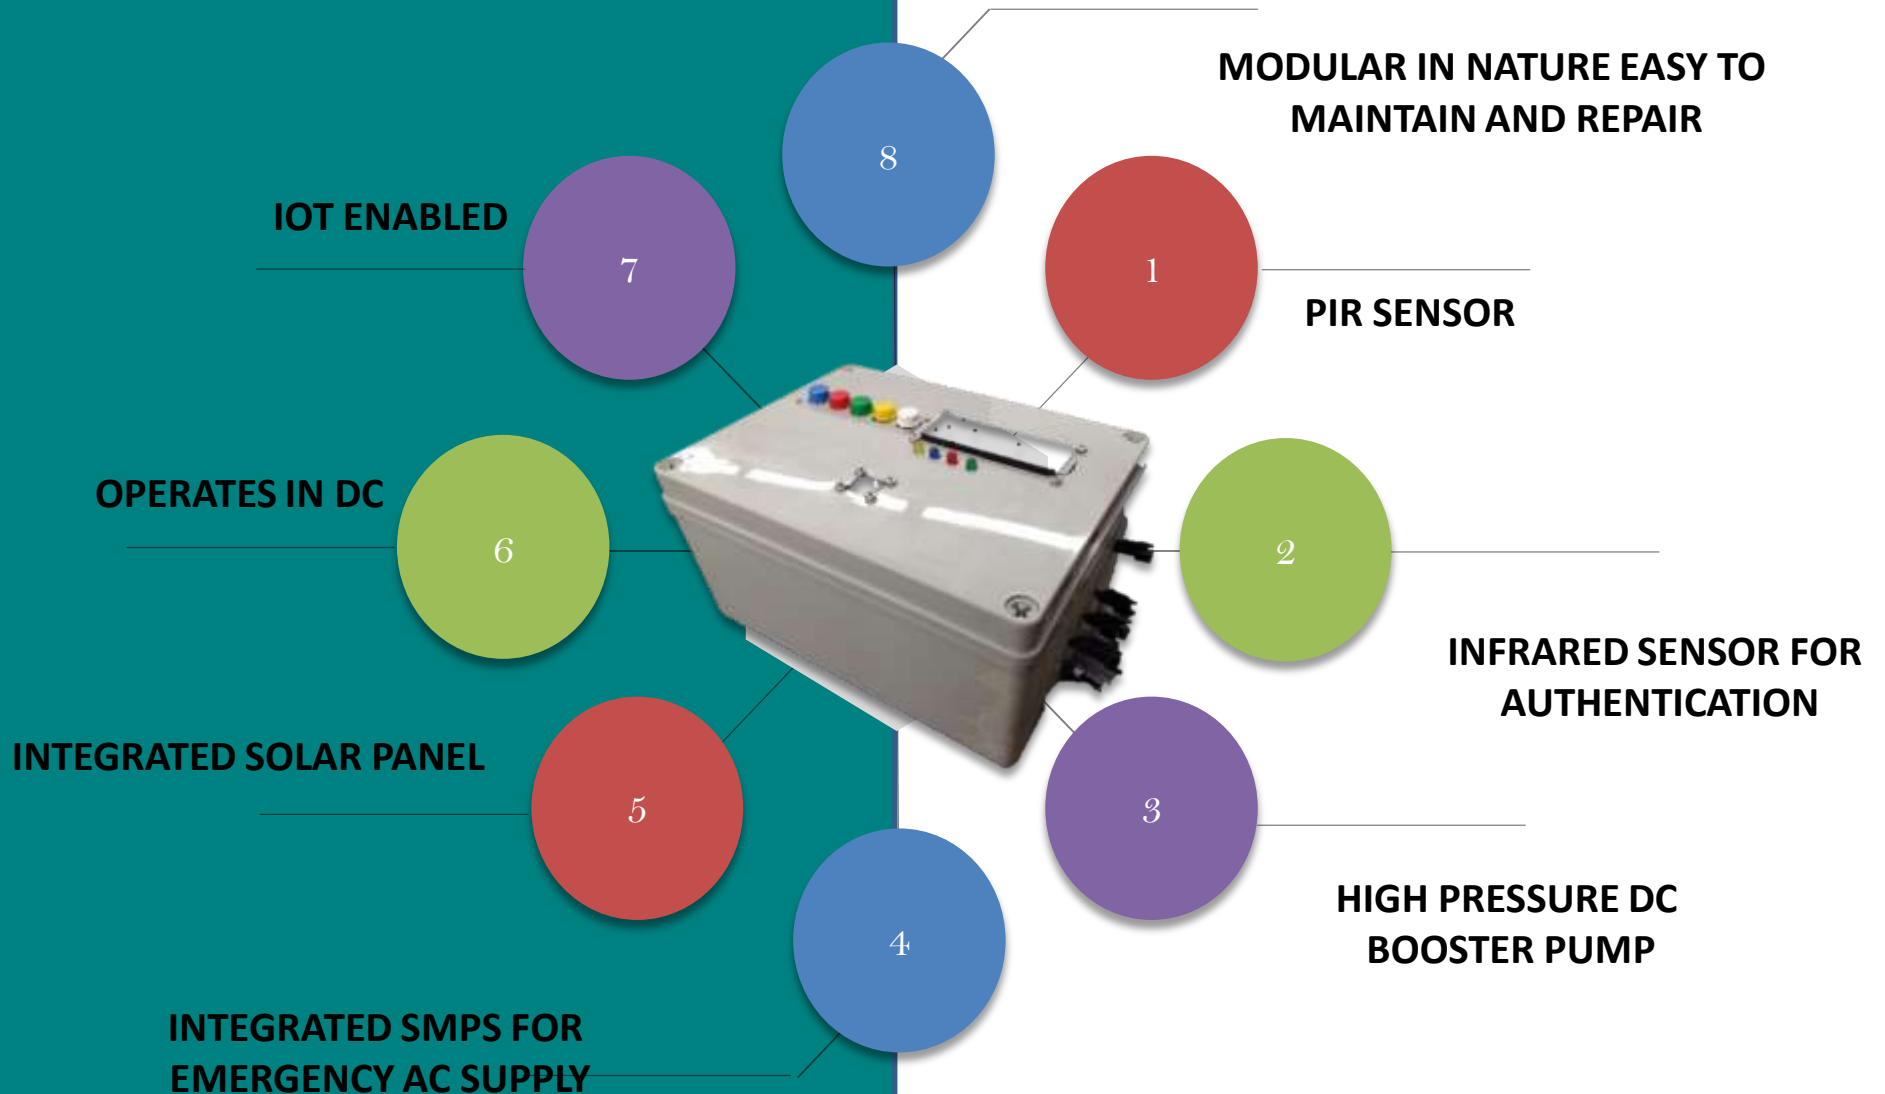 8
MODULAR IN NATURE EASY TO
MAINTAIN AND REPAIR
1
PIR SENSOR
2
INFRARED SENSOR FOR
AUTHENTICATION
3
HIGH PRESSURE DC
BOOSTER PUMP
4
INTEGRATED SMPS FOR
EMERGENCY AC SUPPLY
5
INTEGRATED SOLAR PANEL
6
OPERATES IN DC
7
IOT ENABLED